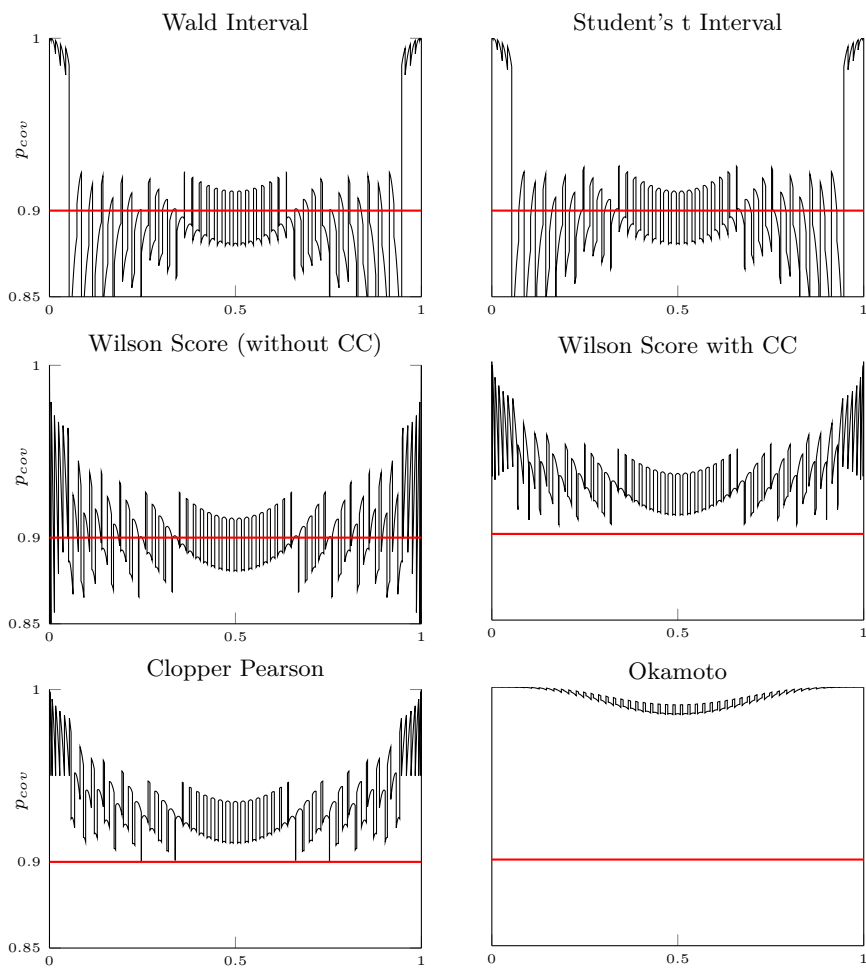 Wald Interval
Student's t Interval
1
p_cov
0.9
0.85
0 0.5 1
0 0.5 1
Wilson Score (without CC)
Wilson Score with CC
1
p_cov
0.9
0.85
0 0.5 1
0 0.5 1
Clopper Pearson
Okamoto
1
p_cov
0.9
0.85
0 0.5 1
0 0.5 1